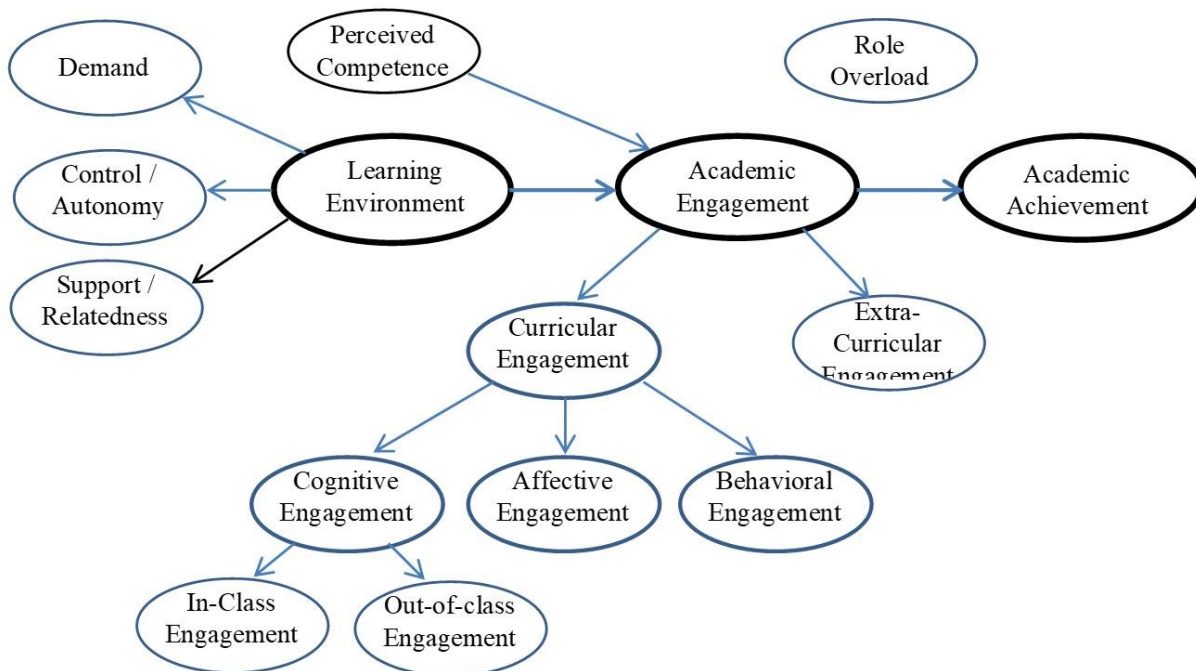 Demand
Perceived
Competence
Role
Overload
Control /
Autonomy
Learning
Environment
Academic
Engagement
Academic
Achievement
Support /
Relatedness
Curricular
Engagement
Extra-
Curricular
Engagement
Cognitive
Engagement
Affective
Engagement
Behavioral
Engagement
In-Class
Engagement
Out-of-class
Engagement